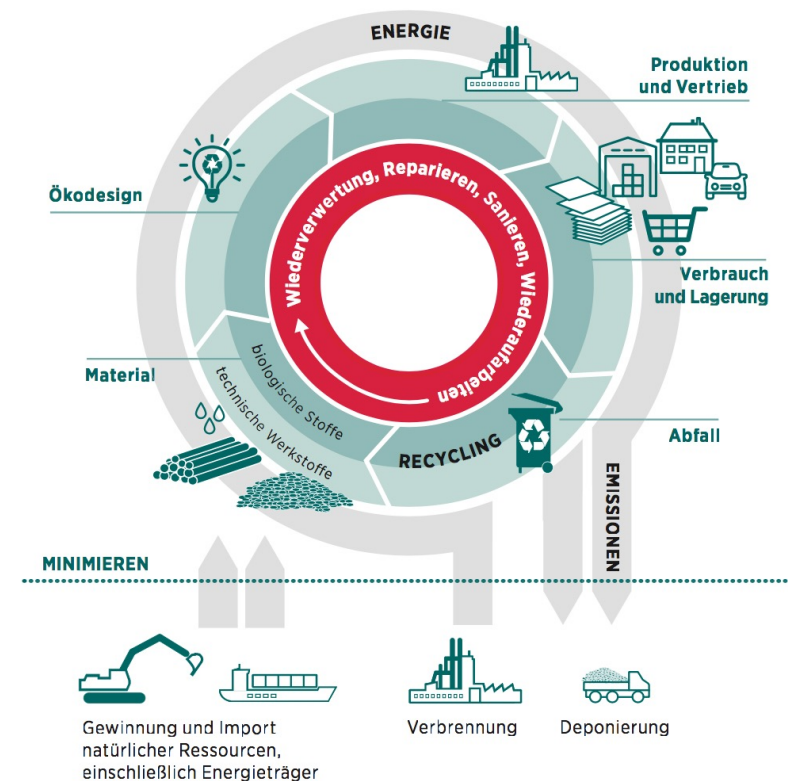 ENERGIE
Produktion
und Vertrieb
Ökodesign
Wiederverwertung, Reparieren, Sanieren, Wiederaufarbeiten
Verbrauch
und Lagerung
Material
biologische Stoffe
technische Werkstoffe
RECYCLING
Abfall
EMISSIONEN
MINIMIEREN
Gewinnung und Import
natürlicher Ressourcen,
einschließlich Energieträger
Verbrennung
Deponierung